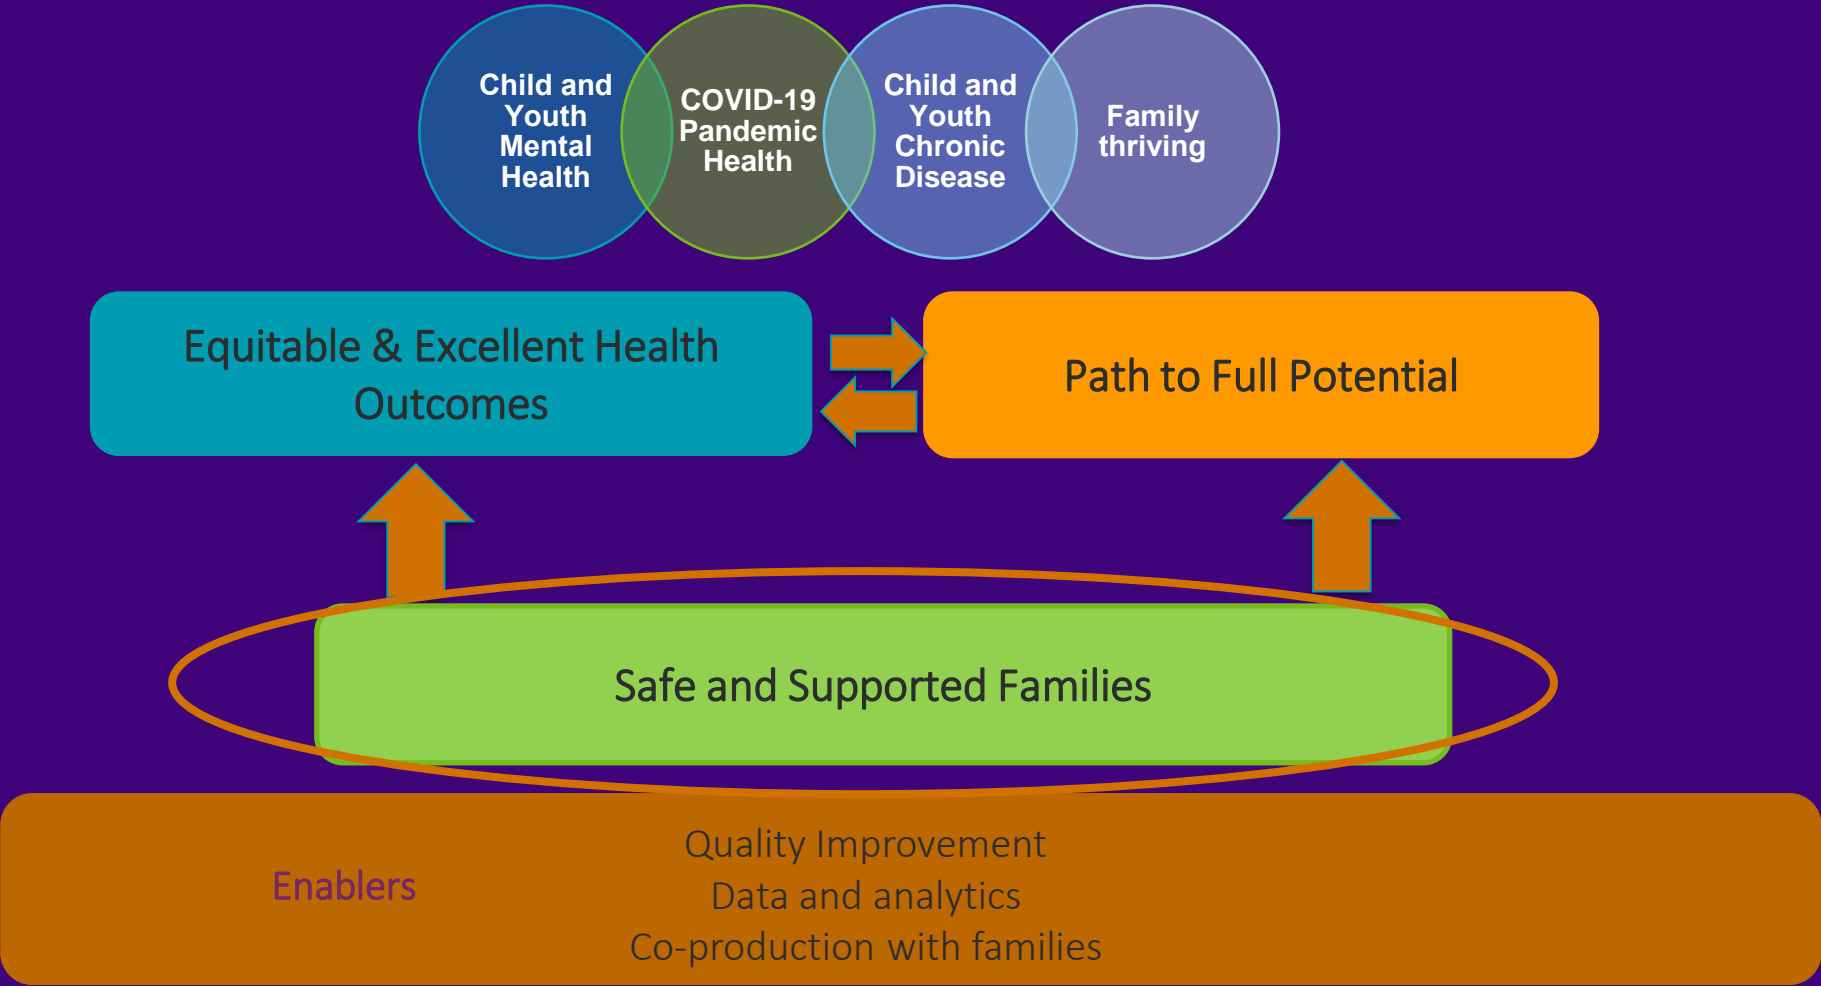 Child and
Youth
Mental
Health
COVID-19
Pandemic
Health
Child and
Youth
Chronic
Disease
Family
thriving
Equitable & Excellent Health
Outcomes
Path to Full Potential
Safe and Supported Families
Enablers
Quality Improvement
Data and analytics
Co-production with families